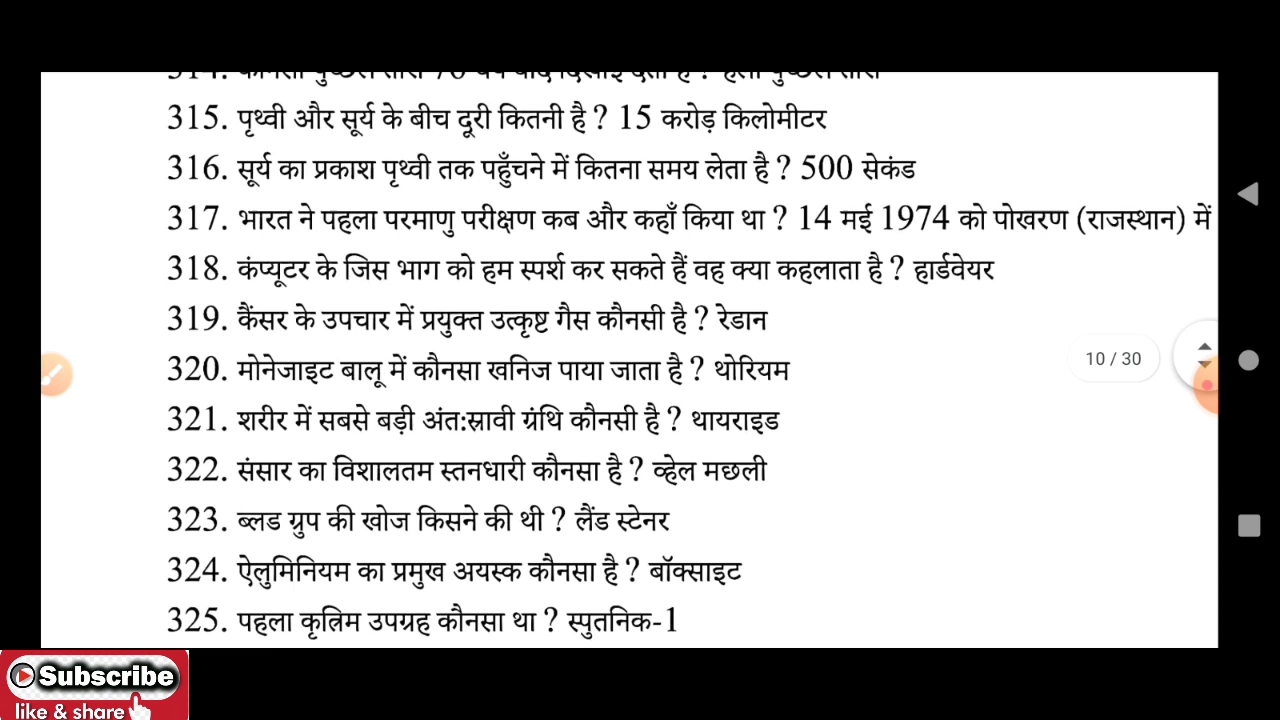 315. पृथ्वी और सूर्य के बीच दूरी कितनी है ? 15 करोड़ किलोमीटर
316. सूर्य का प्रकाश पृथ्वी तक पहुँचने में कितना समय लेता है ? 500 सेकंड
317. भारत ने पहला परमाणु परीक्षण कब और कहाँ किया था ? 14 मई 1974 को पोखरण (राजस्थान) में
318. कंप्यूटर के जिस भाग को हम स्पर्श कर सकते हैं वह क्या कहलाता है ? हार्डवेयर
319. कैंसर के उपचार में प्रयुक्त उत्कृष्ट गैस कौनसी है ? रेडान
320. मोनेजाइट बालू में कौनसा खनिज पाया जाता है ? थोरियम
10 / 30
321. शरीर में सबसे बड़ी अंत:स्रावी ग्रंथि कौनसी है ? थायराइड
322. संसार का विशालतम स्तनधारी कौनसा है ? व्हेल मछली
323. ब्लड ग्रुप की खोज किसने की थी ? लैंड स्टेनर
324. ऐलुमिनियम का प्रमुख अयस्क कौनसा है ? बॉक्साइट
325. पहला कृत्रिम उपग्रह कौनसा था ? स्पुतनिक-1
Subscribe
like & share